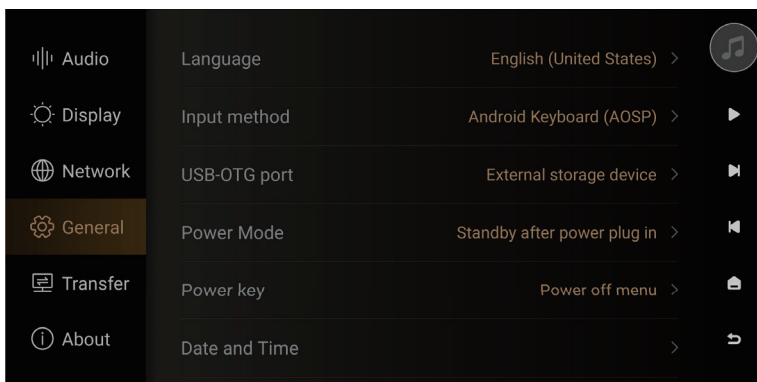 Audio
Display
Network
General
Transfer
About
Language English (United States)
Input method Android Keyboard (AOSP)
USB-OTG port External storage device
Power Mode Standby after power plug in
Power key Power off menu
Date and Time